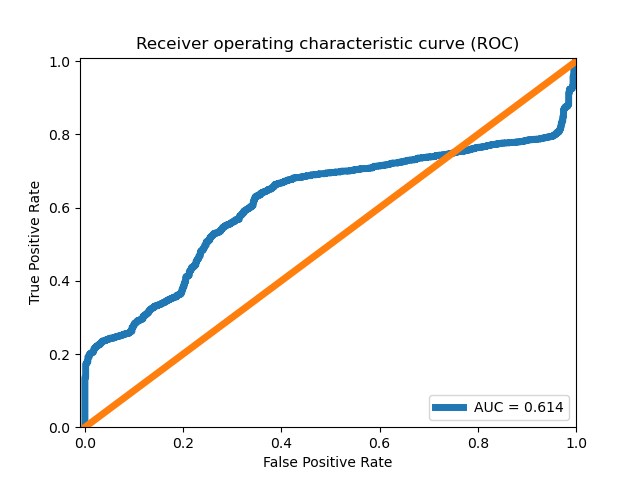 Receiver operating characteristic curve (ROC)
True Positive Rate
1.0
0.8
0.6
0.4
0.2
0.0
0.0 0.2 0.4 0.6 0.8 1.0
False Positive Rate
AUC = 0.614